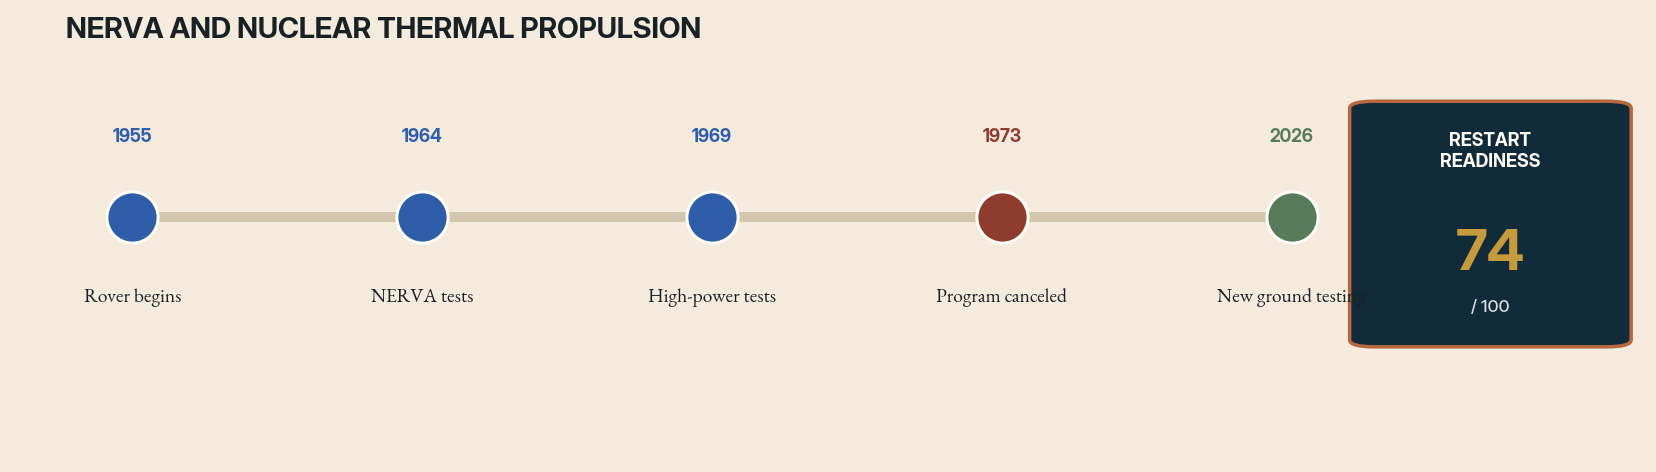 NERVA AND NUCLEAR THERMAL PROPULSION
1955
1964
1969
1973
2026
Rover begins
NERVA tests
High-power tests
Program canceled
New ground testing
RESTART
READINESS
74
/ 100